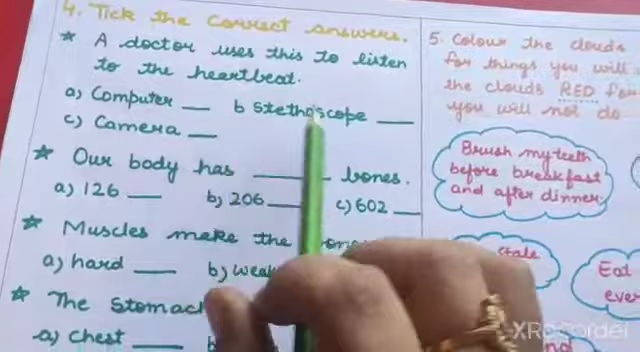 4. Tick the correct answers.
★ A doctor uses this to listen
to the heartbeat.
a) Computer ___ b Stethoscope ___
c) Camera ___
★ Our body has ______ bones.
a) 126 ___ b) 206 ___ c) 602 ___
★ Muscles make the
a) hard ___ b) weak
★ The Stomach
a) chest ___ b
5. Colour the clouds
for things you will
the clouds RED for
you will not do
Brush my teeth
before breakfast
and after dinner.
Eat
XRecorder